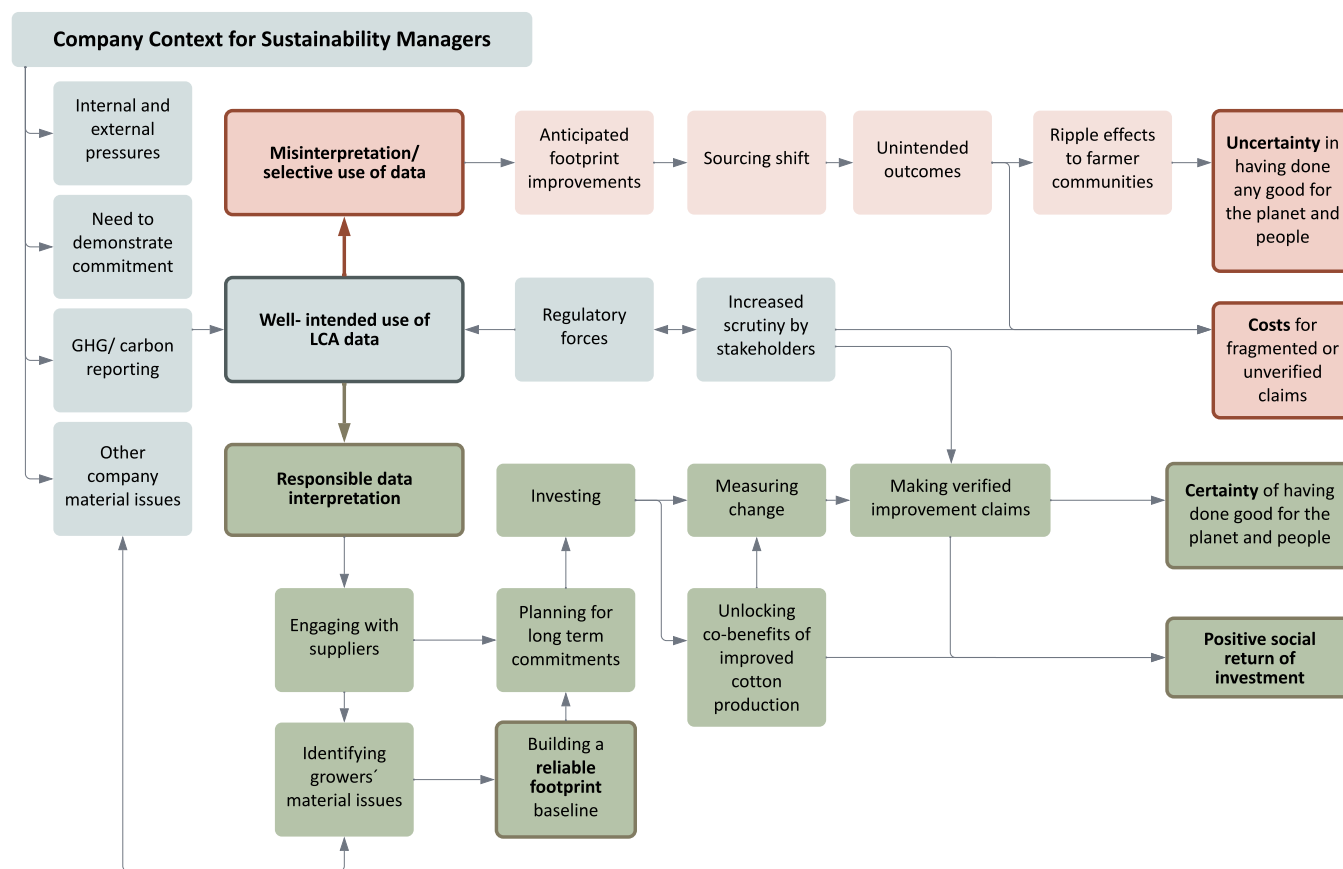 Company Context for Sustainability Managers
Internal and
external
pressures
Need to
demonstrate
commitment
GHG/ carbon
reporting
Other
company
material issues
Misinterpretation/
selective use of data
Anticipated
footprint
improvements
Sourcing shift
Unintended
outcomes
Ripple effects
to farmer
communities
Uncertainty in
having done
any good for
the planet and
people
Well- intended use of
LCA data
Regulatory
forces
Increased
scrutiny by
stakeholders
Costs for
fragmented or
unverified
claims
Responsible data
interpretation
Investing
Measuring
change
Making verified
improvement claims
Certainty of having
done good for the
planet and people
Engaging with
suppliers
Planning for
long term
commitments
Unlocking
co-benefits of
improved
cotton
production
Positive social
return of
investment
Identifying
growers´
material issues
Building a
reliable
footprint
baseline